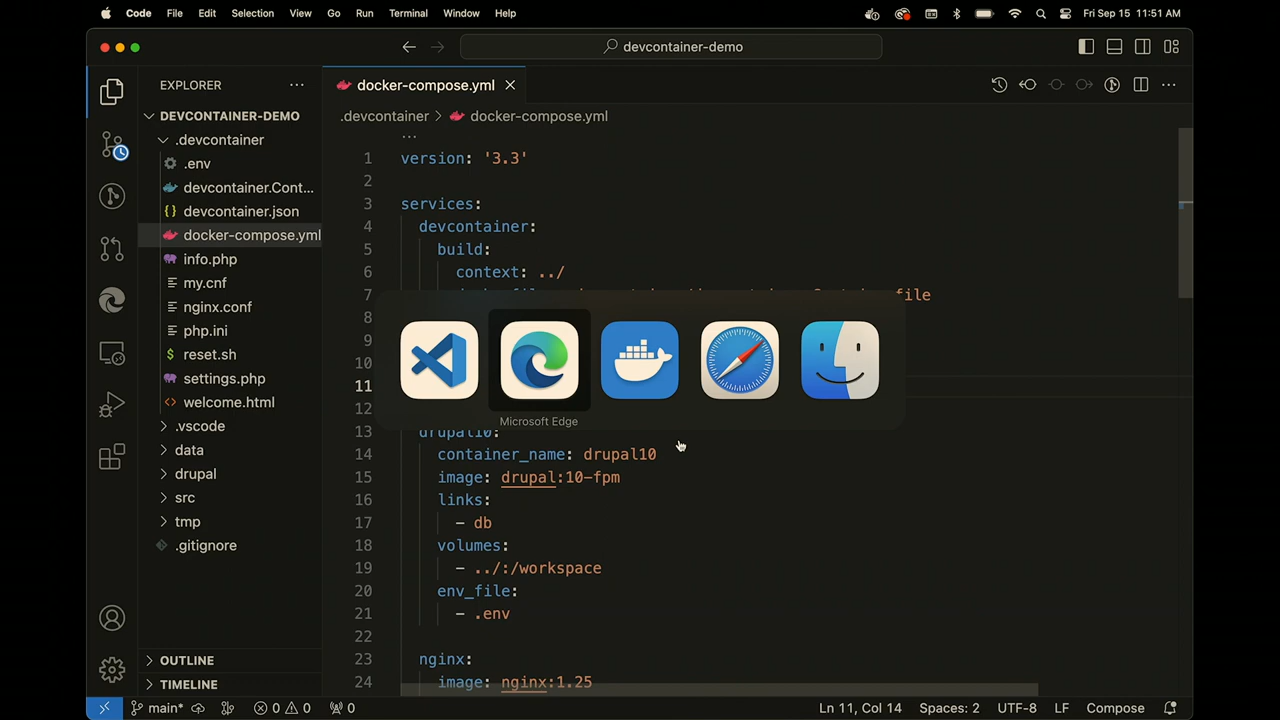 Code File Edit Selection View Go Run Terminal Window Help Fri Sep 15 11:51 AM
devcontainer-demo
EXPLORER
docker-compose.yml
DEVCONTAINER-DEMO
.devcontainer
.env
devcontainer.Cont...
devcontainer.json
docker-compose.yml
info.php
my.cnf
nginx.conf
php.ini
reset.sh
settings.php
welcome.html
.vscode
data
drupal
src
tmp
.gitignore
OUTLINE
TIMELINE
.devcontainer > docker-compose.yml
...
1 version: '3.3'
2
3 services:
4 devcontainer:
5 build:
6 context: ../
7
8
9
10
11
12
13 drupal10:
14 container_name: drupal10
15 image: drupal:10-fpm
16 links:
17 - db
18 volumes:
19 - ../:/workspace
20 env_file:
21 - .env
22
23 nginx:
24 image: nginx:1.25
Microsoft Edge
main* 0 0 0 Ln 11, Col 14 Spaces: 2 UTF-8 LF Compose